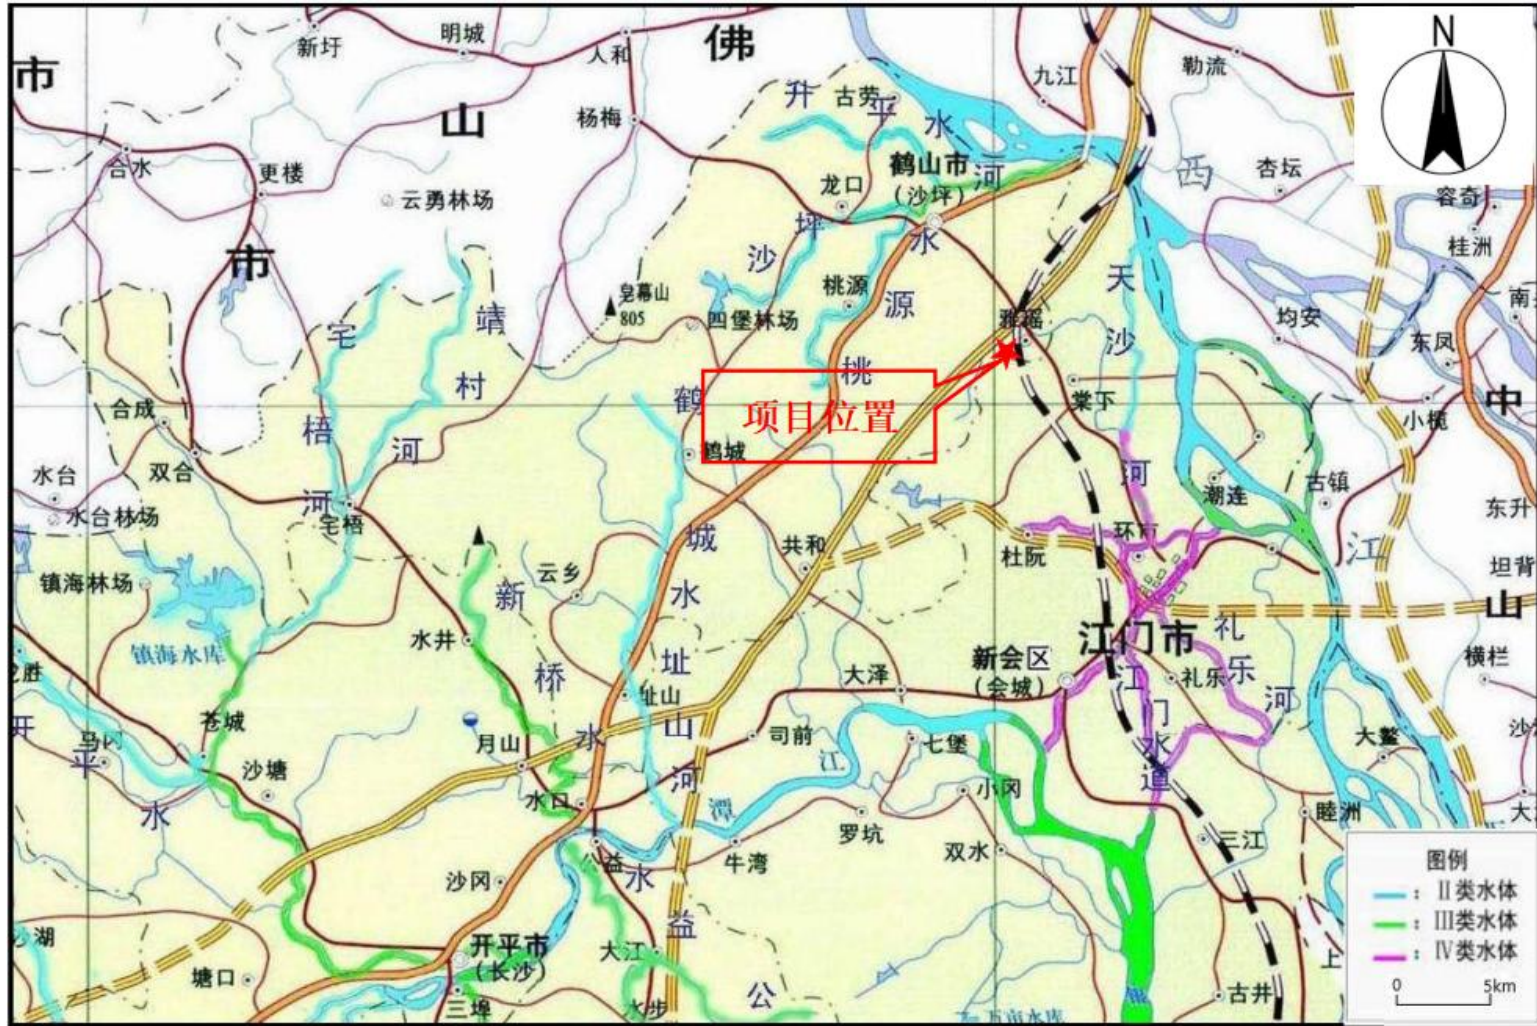 新圩
明城
人和
佛
九江
勒流
N
市
升
古劳
平
水
山
杨梅
合水
更楼
云勇林场
龙口
鹤山市
(沙坪)
河
西
杏坛
容奇
桂洲
市
坪
沙
水
桃源
源
天
南
皂幕山
805
四堡林场
雅瑶
沙
均安
东凤
宅
靖
村
桃
鹤
项目位置
棠下
小榄
中
合成
梧
河
鹤城
河
水台
双合
河
潮连
古镇
水台林场
宅梧
城
共和
杜阮
环市
江
东升
坦背
镇海林场
新
云乡
水
山
水井
镇海水库
址
新会区
(会城)
江门市
礼
乐
河
横栏
龙胜
桥
址山
大泽
江
礼乐
开
平
苍城
马冈
月山
水
山
司前
七堡
门
水
道
大鳌
沙塘
河
江
小冈
水
水口
潭
罗坑
睦洲
三江
公益
牛湾
双水
沙冈
水
图例
: Ⅱ类水体
: Ⅲ类水体
: Ⅳ类水体
沙湖
益
开平市
(长沙)
大江
上
塘口
三埠
水步
公
古井
0
5km